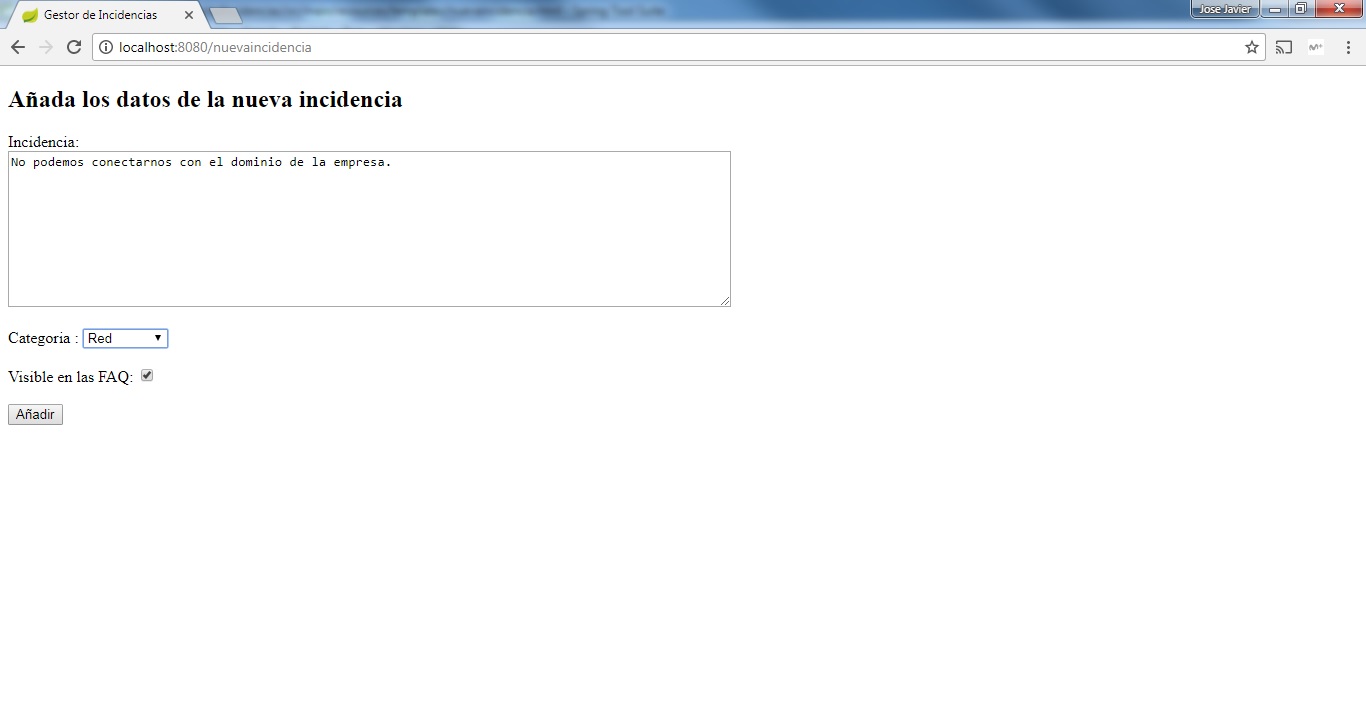 Gestor de Incidencias
Jose Javier
localhost:8080/nuevaincidencia
Añada los datos de la nueva incidencia
Incidencia:
No podemos conectarnos con el dominio de la empresa.
Categoria : Red
Visible en las FAQ:
Añadir